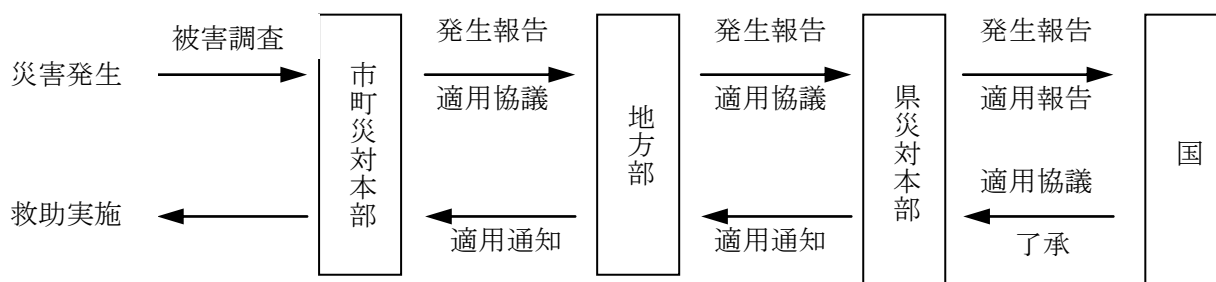 災害発生
被害調査
市町災対本部
発生報告
適用協議
地方部
発生報告
適用協議
県災対本部
発生報告
適用報告
国
適用協議
了承
適用通知
適用通知
救助実施